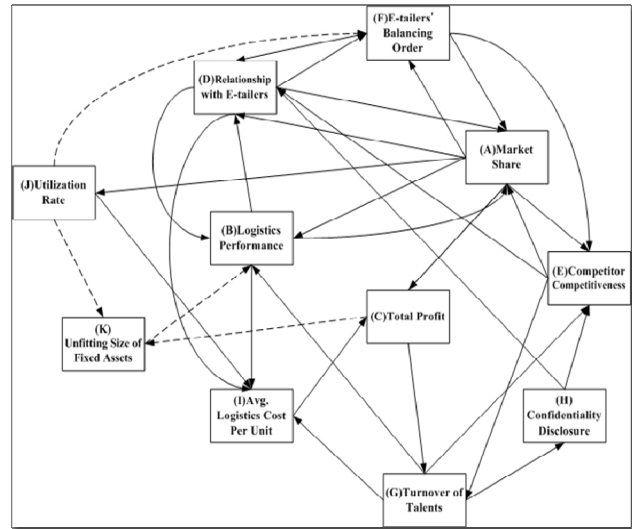 (F)E-tailers'
Balancing
Order
(D)Relationship
with E-tailers
(A)Market
Share
(J)Utilization
Rate
(B)Logistics
Performance
(E)Competitor
Competitiveness
(K)
Unfitting Size of
Fixed Assets
(C)Total Profit
(I)Avg.
Logistics Cost
Per Unit
(H)
Confidentiality
Disclosure
(G)Turnover of
Talents